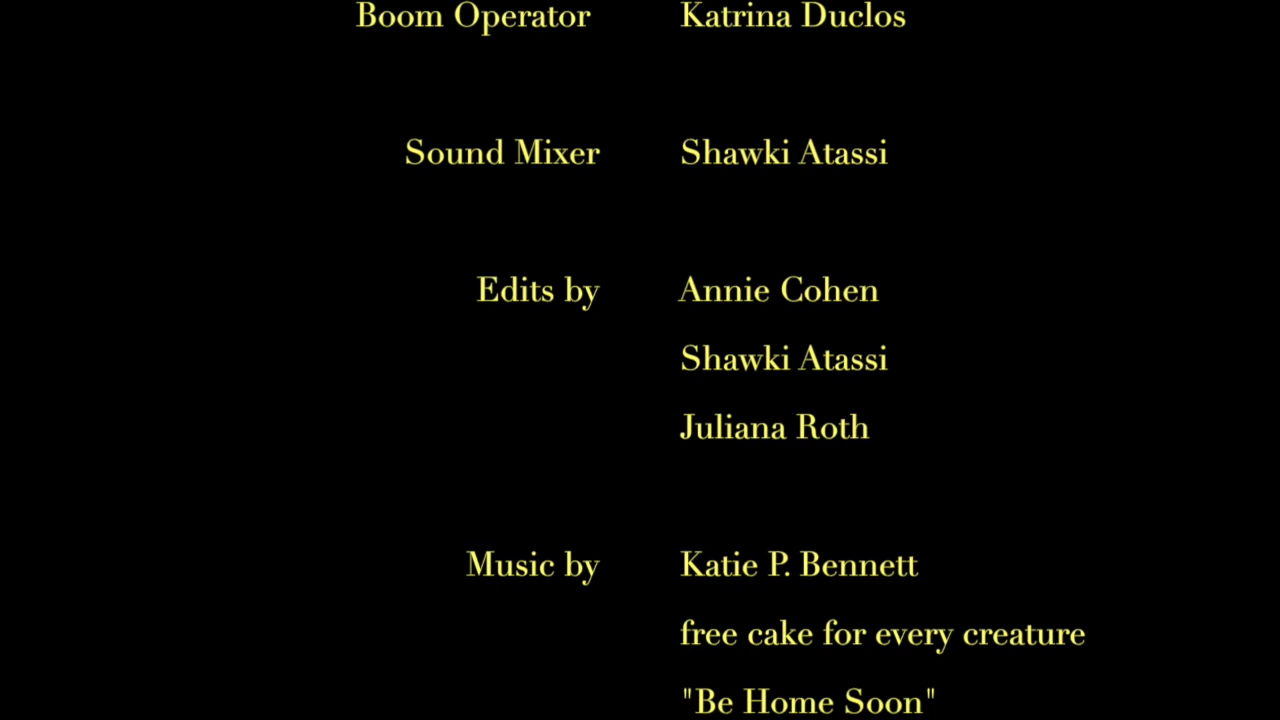 Boom Operator Katrina Duclos
Sound Mixer Shawki Atassi
Edits by Annie Cohen
Shawki Atassi
Juliana Roth
Music by Katie P. Bennett
free cake for every creature
"Be Home Soon"